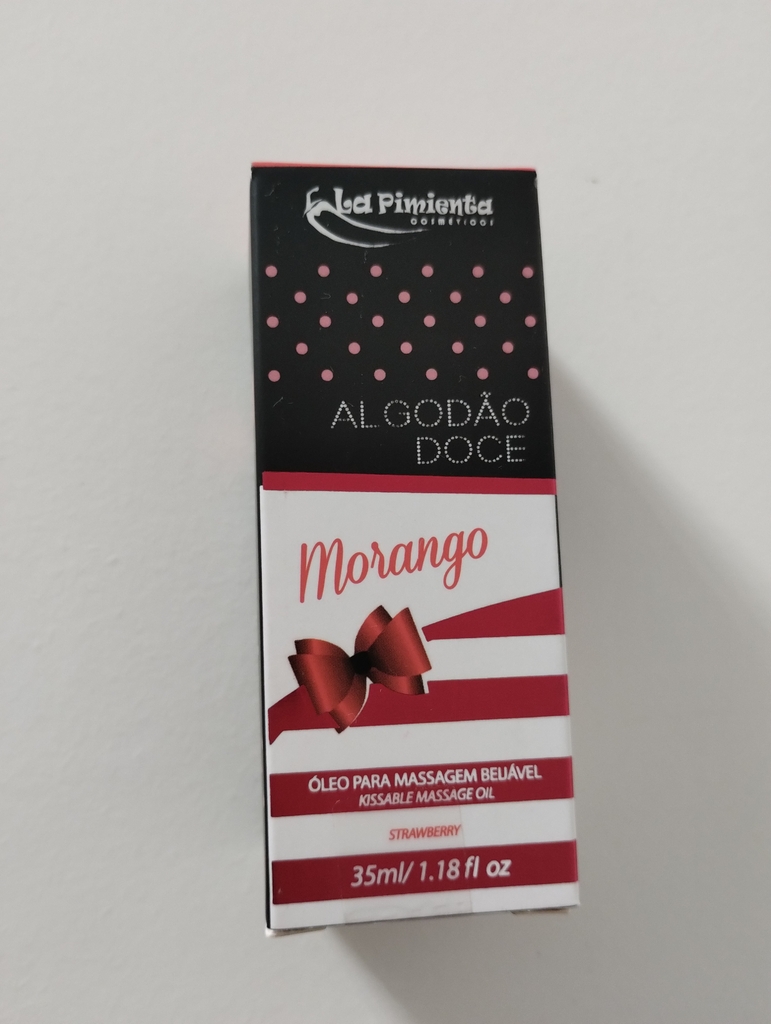 La Pimienta
COSMÉTICOS
ALGODÃO
DOCE
Morango
ÓLEO PARA MASSAGEM BEIJÁVEL
KISSABLE MASSAGE OIL
STRAWBERRY
35ml/ 1.18 fl oz